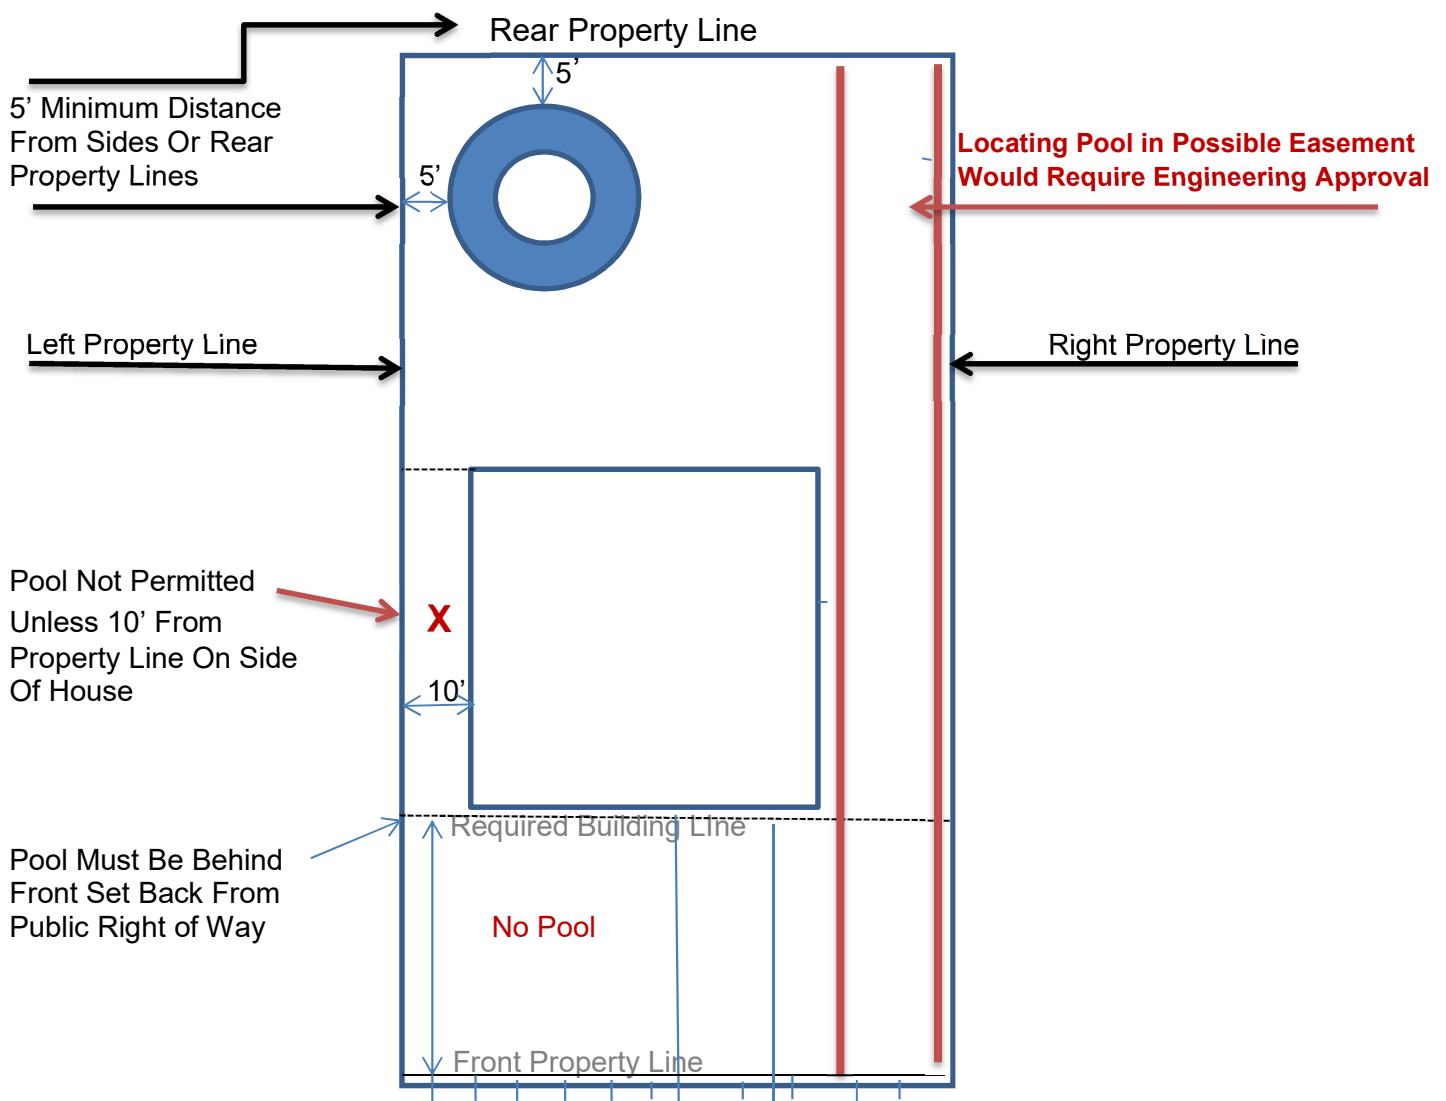 Rear Property Line
5’
5’ Minimum Distance
From Sides Or Rear
Property Lines
5’
Locating Pool in Possible Easement
Would Require Engineering Approval
Left Property Line
Right Property Line
Pool Not Permitted
Unless 10’ From
Property Line On Side
Of House
X
10’
Required Building LIne
Pool Must Be Behind
Front Set Back From
Public Right of Way
No Pool
Front Property Line